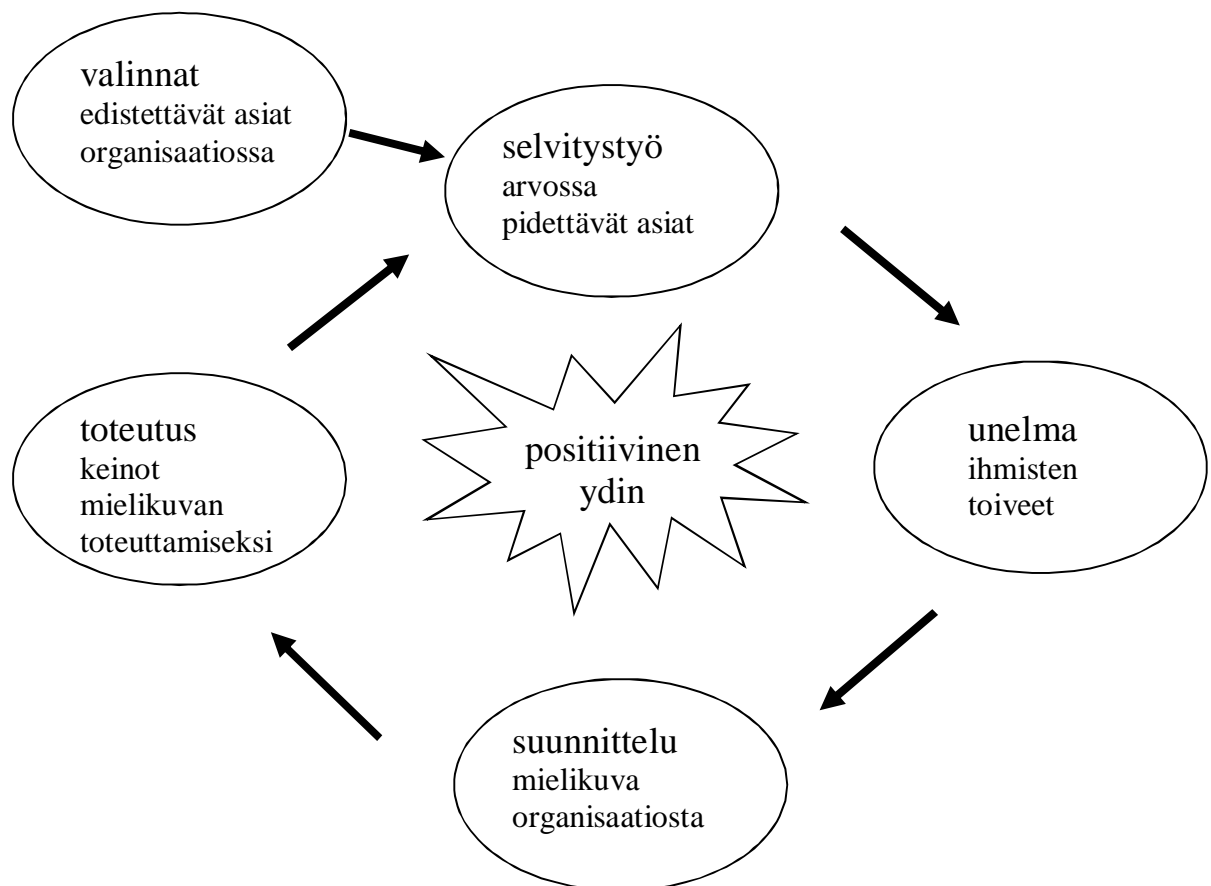 valinnat
edistettävät asiat
organisaatiossa
selvitystyö
arvossa
pidettävät asiat
toteutus
keinot
mielikuvan
toteuttamiseksi
positiivinen
ydin
unelma
ihmisten
toiveet
suunnittelu
mielikuva
organisaatiosta